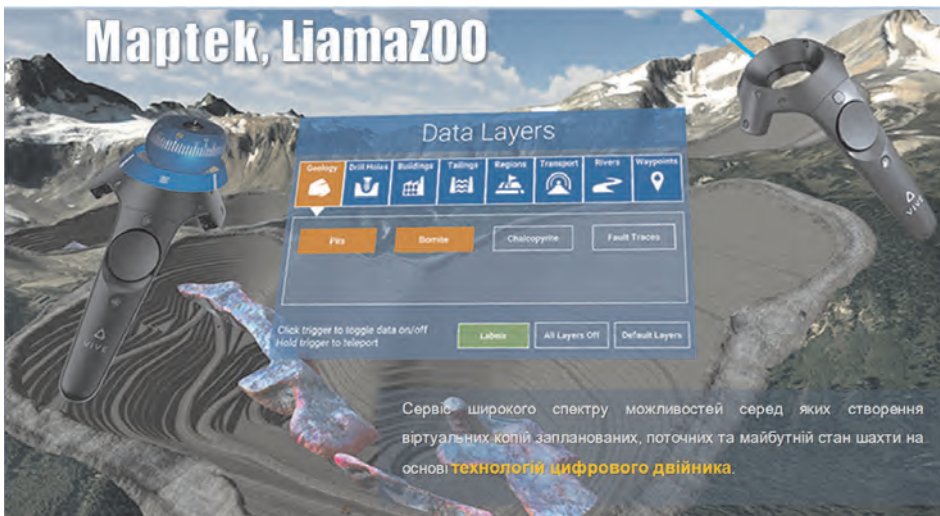 Maptek, LiamaZOO
Data Layers
Geology Drill Holes Buildings Tailings Regions Transport Rivers Waypoints
Pits Bornite Chalcopyrite Fault Traces
Click trigger to toggle data on/off
Hold trigger to teleport
Labels All Layers Off Default Layers
VIVE
VIVE
Сервіс широкого спектру можливостей серед яких створення
віртуальних копій запланованих, поточних та майбутній стан шахти на
основі технологій цифрового двійника.